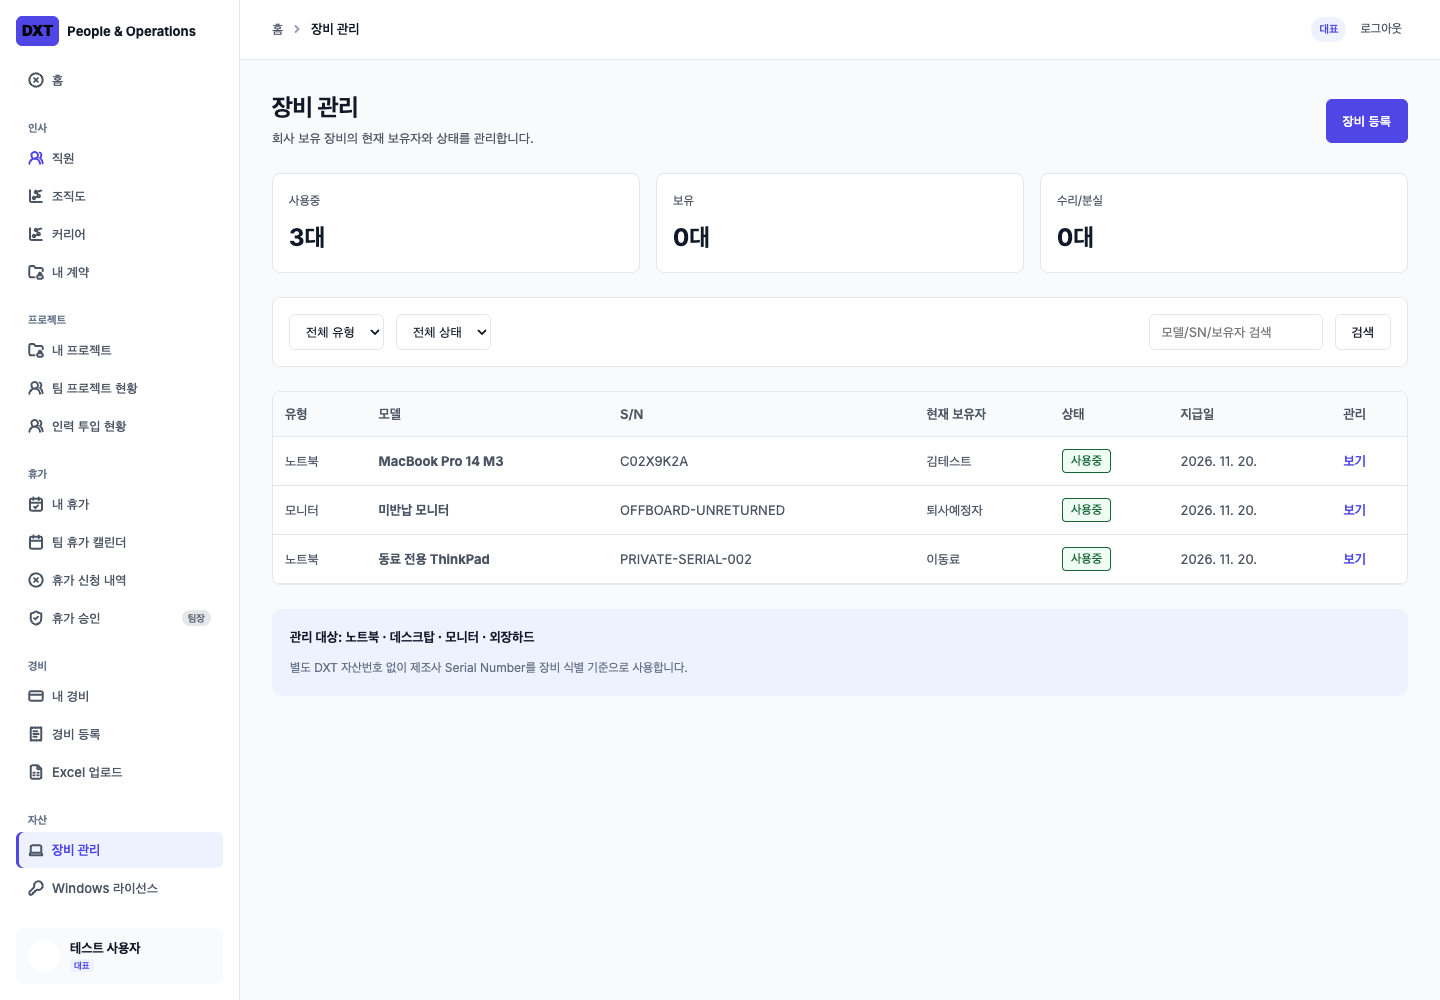 DXT People & Operations
홈
인사
직원
조직도
커리어
내 계약
프로젝트
내 프로젝트
팀 프로젝트 현황
인력 투입 현황
휴가
내 휴가
팀 휴가 캘린더
휴가 신청 내역
휴가 승인 팀장
경비
내 경비
경비 등록
Excel 업로드
자산
장비 관리
Windows 라이선스
테스트 사용자
대표
홈 > 장비 관리
대표 로그아웃
장비 관리
회사 보유 장비의 현재 보유자와 상태를 관리합니다.
장비 등록
사용중
3대
보유
0대
수리/분실
0대
전체 유형 전체 상태 모델/SN/보유자 검색 검색
유형 모델 S/N 현재 보유자 상태 지급일 관리
노트북 MacBook Pro 14 M3 C02X9K2A 김테스트 사용중 2026. 11. 20. 보기
모니터 미반납 모니터 OFFBOARD-UNRETURNED 퇴사예정자 사용중 2026. 11. 20. 보기
노트북 동료 전용 ThinkPad PRIVATE-SERIAL-002 이동료 사용중 2026. 11. 20. 보기
관리 대상: 노트북 · 데스크탑 · 모니터 · 외장하드
별도 DXT 자산번호 없이 제조사 Serial Number를 장비 식별 기준으로 사용합니다.